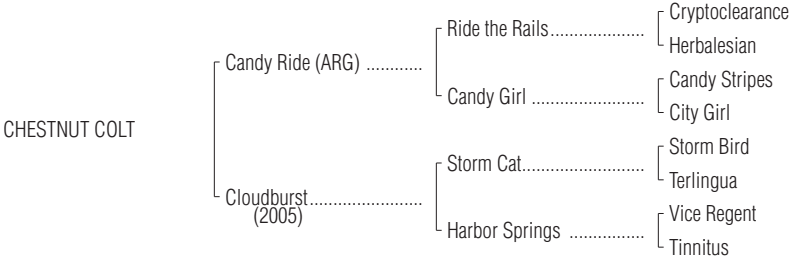 Cryptoclearance
Ride the Rails....................
Herbalesian
Candy Ride (ARG) ............
Candy Stripes
Candy Girl ........................
City Girl
CHESTNUT COLT
Storm Bird
Storm Cat..........................
Terlingua
Cloudburst........................
(2005)
Vice Regent
Harbor Springs ................
Tinnitus